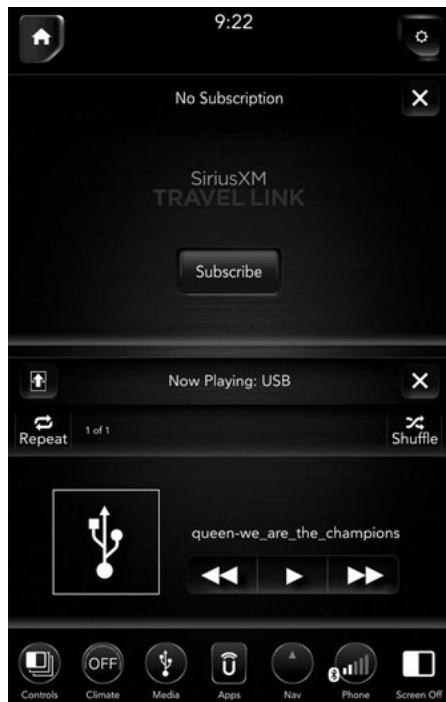 9:22
No Subscription
SiriusXM
TRAVEL LINK
Subscribe
Now Playing: USB
Repeat
1 of 1
Shuffle
queen-we_are_the_champions
OFF
Controls
Climate
Media
Apps
Nav
Phone
Screen Off